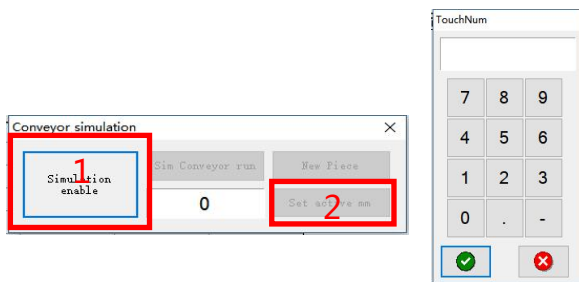 TouchNum
7 8 9
4 5 6
1 2 3
0 . -
Conveyor simulation
1
Simulation
enable
Sim Conveyor run
New Piece
0
Set active mm
2